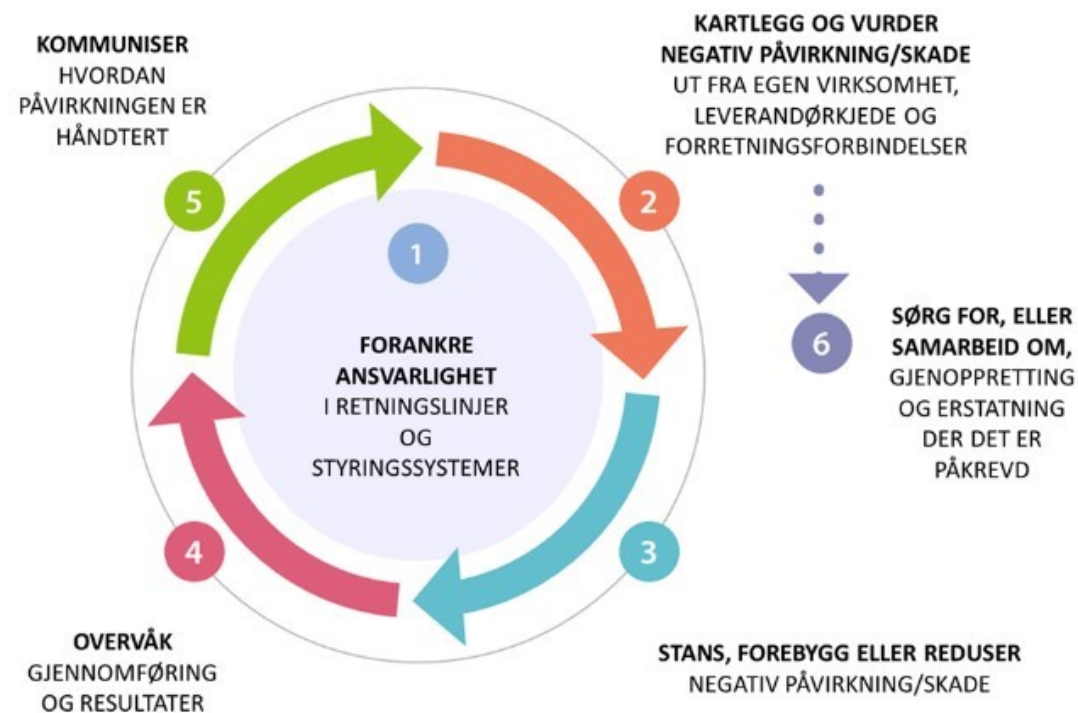 KOMMUNISER
HVORDAN
PÅVIRKNINGEN ER
HÅNDTERT
KARTLEGG OG VURDER
NEGATIV PÅVIRKNING/SKADE
UT FRA EGEN VIRKSOMHET,
LEVERANDØRKJEDE OG
FORRETNINGSFORBINDELSER
5
2
1
FORANKRE
ANSVARLIGHET
I RETNINGSLINJER
OG
STYRINGSSYSTEMER
6
SØRG FOR, ELLER
SAMARBEID OM,
GJENOPPRETTING
OG ERSTATNING
DER DET ER
PÅKREVD
4
3
OVERVÅK
GJENNOMFØRING
OG RESULTATER
STANS, FOREBYGG ELLER REDUSER
NEGATIV PÅVIRKNING/SKADE